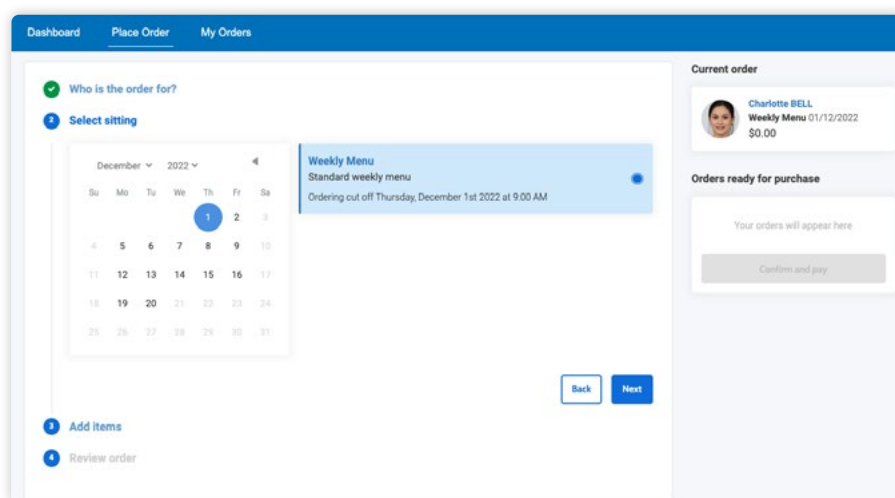 Dashboard Place Order My Orders
Who is the order for?
2 Select sitting
December 2022
Su Mo Tu We Th Fr Sa
1 2 3
4 5 6 7 8 9 10
11 12 13 14 15 16 17
18 19 20 21 22 23 24
25 26 27 28 29 30 31
Weekly Menu
Standard weekly menu
Ordering cut off Thursday, December 1st 2022 at 9:00 AM
Back Next
3 Add items
4 Review order
Current order
Charlotte BELL
Weekly Menu 01/12/2022
$0.00
Orders ready for purchase
Your orders will appear here
Confirm and pay